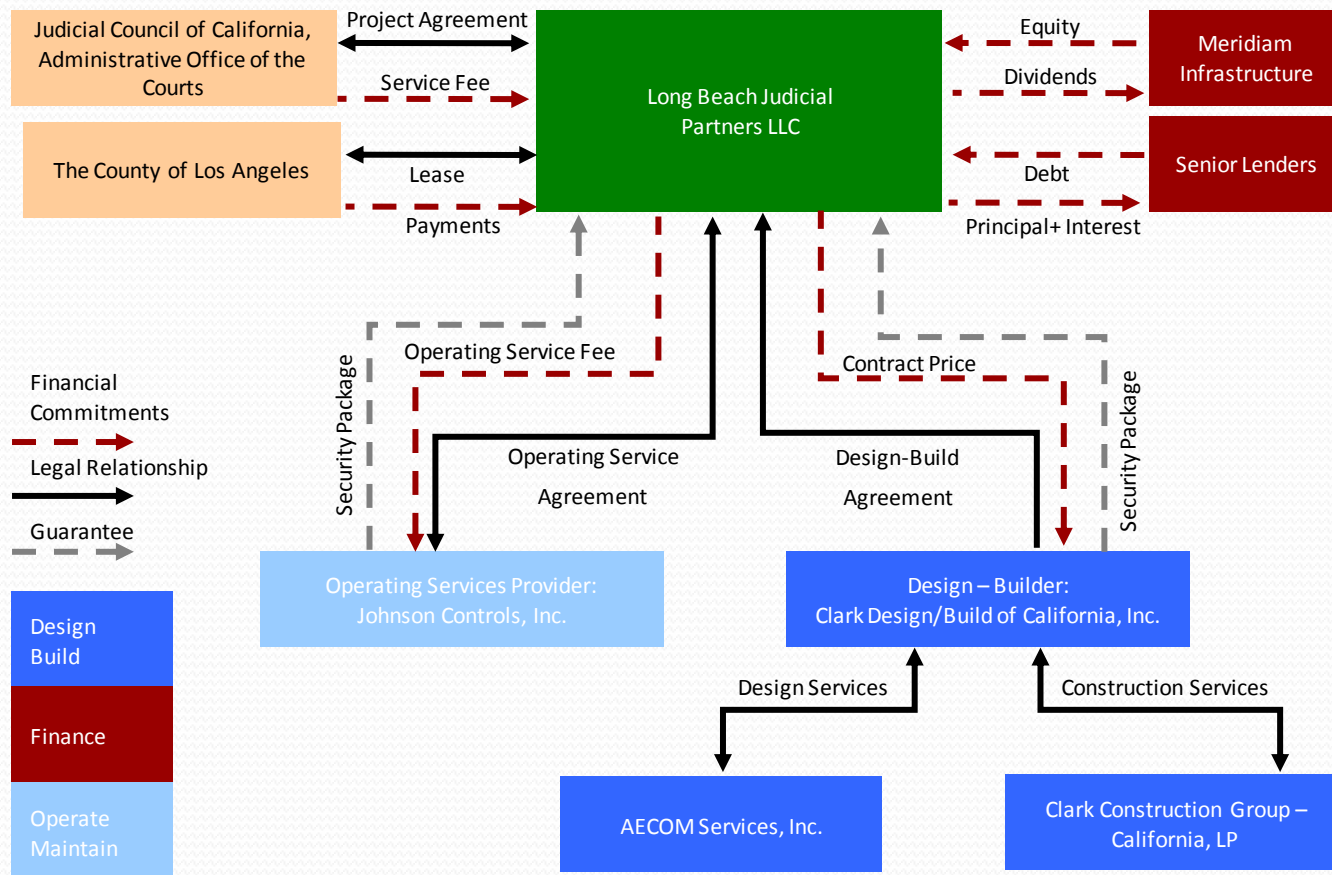 Judicial Council of California,
Administrative Office of the
Courts
Project Agreement
Service Fee
Long Beach Judicial
Partners LLC
Equity
Dividends
Meridiam
Infrastructure
The County of Los Angeles
Lease
Payments
Debt
Principal+ Interest
Senior Lenders
Operating Service Fee
Contract Price
Security Package
Operating Service
Agreement
Design-Build
Agreement
Security Package
Financial
Commitments
Legal Relationship
Guarantee
Operating Services Provider:
Johnson Controls, Inc.
Design – Builder:
Clark Design/Build of California, Inc.
Design
Build
Finance
Operate
Maintain
Design Services
Construction Services
AECOM Services, Inc.
Clark Construction Group –
California, LP